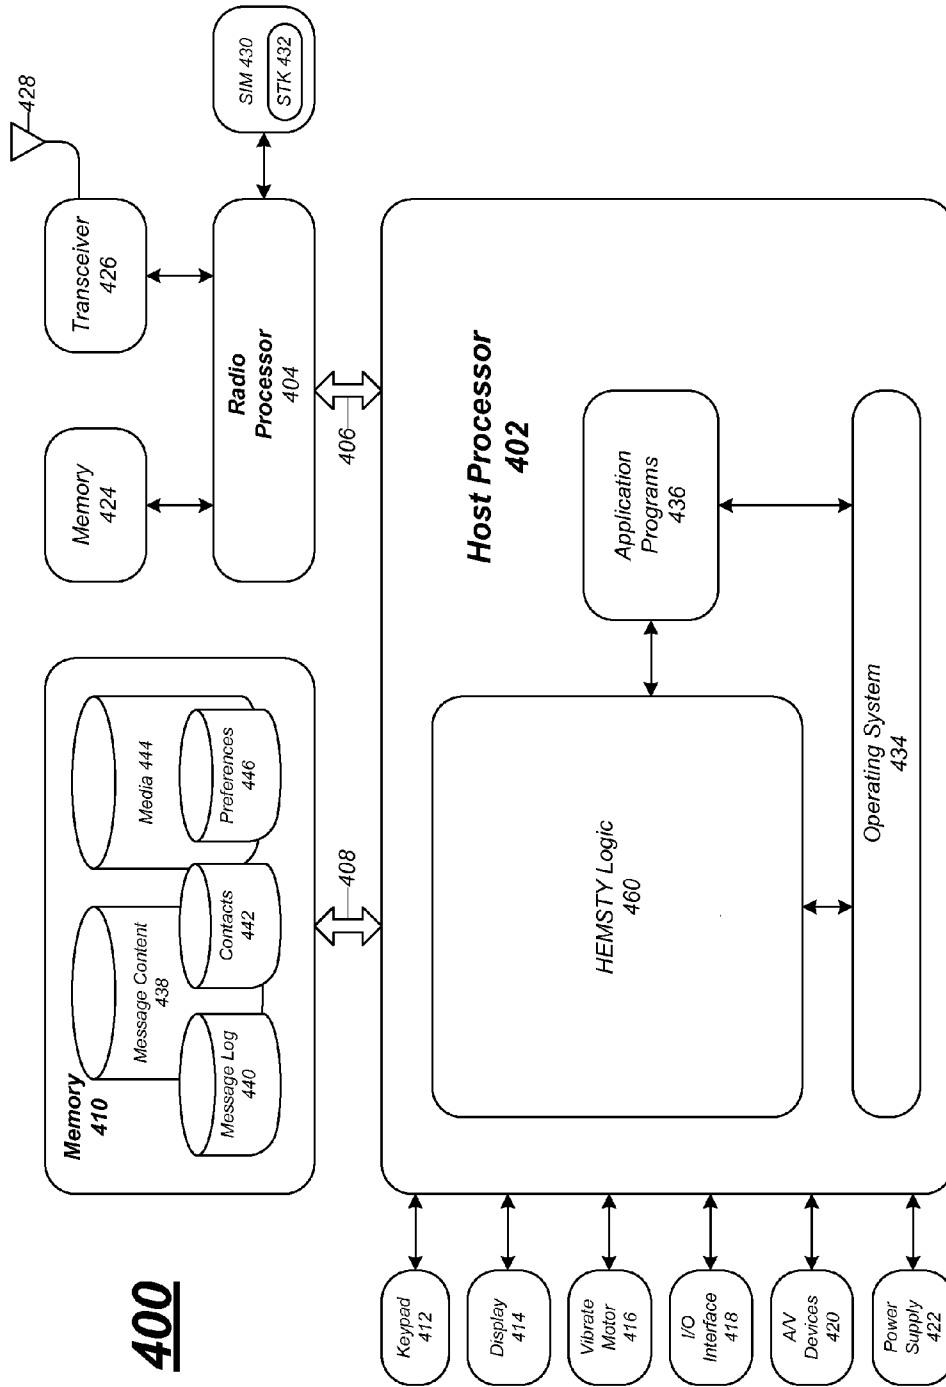 400
Memory
410
Message Content
438
Media 444
Message Log
440
Contacts
442
Preferences
446
Memory
424
Transceiver
426
428
Radio
Processor
404
SIM 430
STK 432
408
406
Host Processor
402
HEMSTY Logic
460
Application
Programs
436
Operating System
434
Keypad
412
Display
414
Vibrate
Motor
416
I/O
Interface
418
A/V
Devices
420
Power
Supply
422